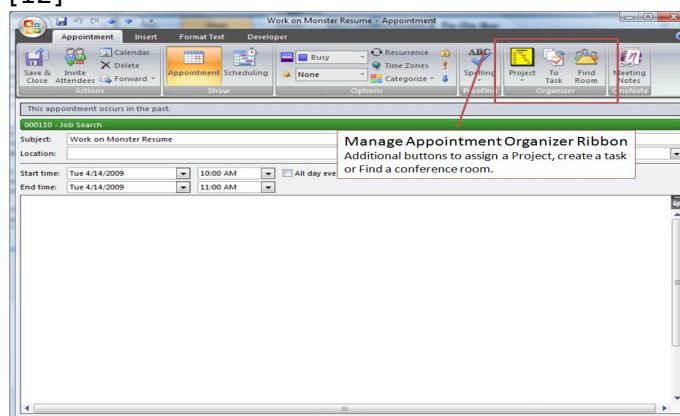 [12]
Work on Monster Resume - Appointment
Appointment Insert Format Text Developer
Save & Close
Invite Attendees
Calendar
Delete
Forward
Actions
Appointment
Scheduling
Show
Busy
None
Recurrence
Time Zones
Categorize
Options
ABC
Spelling
Proofing
Project
To Task
Find Room
Organizer
Meeting Notes
OneNote
This appointment occurs in the past.
000110 - Job Search
Subject: Work on Monster Resume
Location:
Manage Appointment Organizer Ribbon
Additional buttons to assign a Project, create a task
or Find a conference room.
Start time: Tue 4/14/2009 10:00 AM All day eve
End time: Tue 4/14/2009 11:00 AM